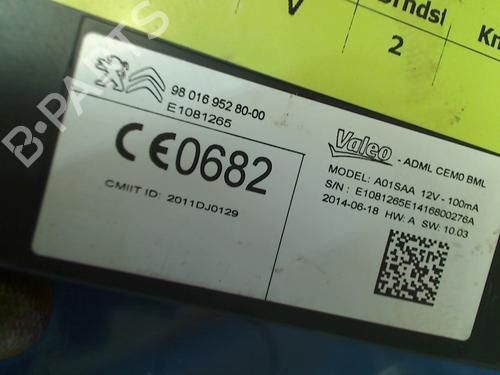 V
2
Km
98 016 952 80-00
E1081265
CE0682
CMIIT ID: 2011DJ0129
Valeo - ADML CEM0 BML
MODEL: A01SAA 12V - 100mA
S/N : E1081265E1416800276A
2014-06-18 HW: A SW: 10.03
B-PARTS